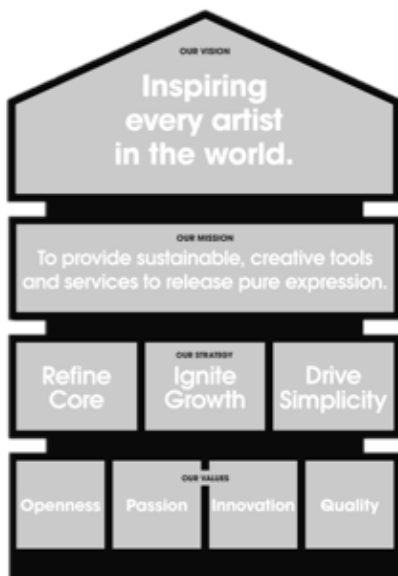 OUR VISION
Inspiring
every artist
in the world.
OUR MISSION
To provide sustainable, creative tools
and services to release pure expression.
OUR STRATEGY
Refine
Core
Ignite
Growth
Drive
Simplicity
OUR VALUES
Openness
Passion
Innovation
Quality